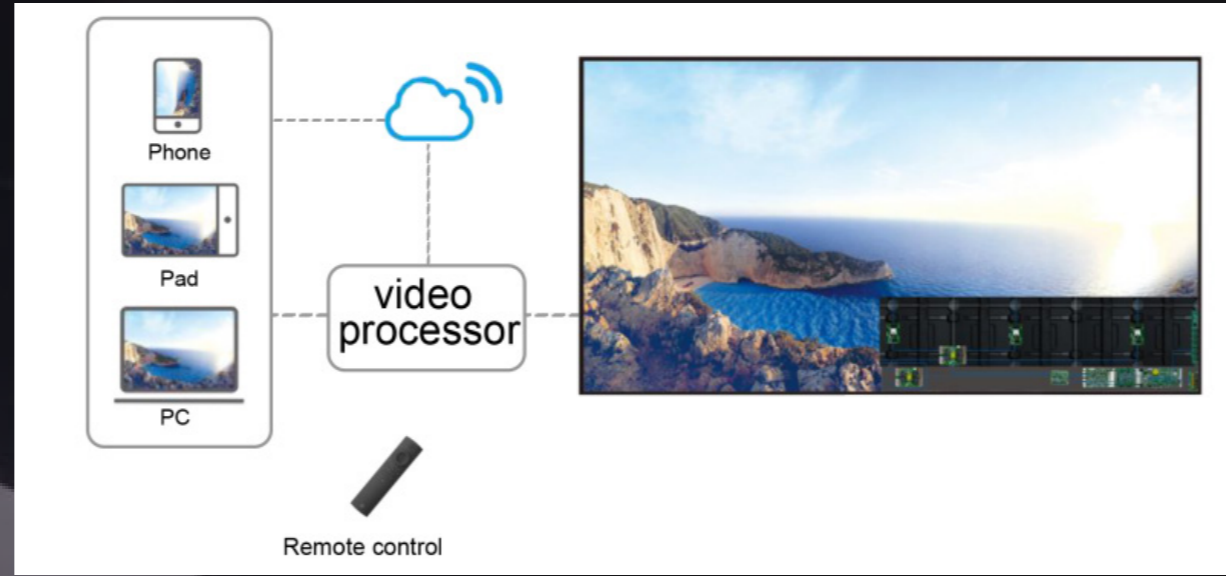 Phone
Pad
PC
video
processor
Remote control